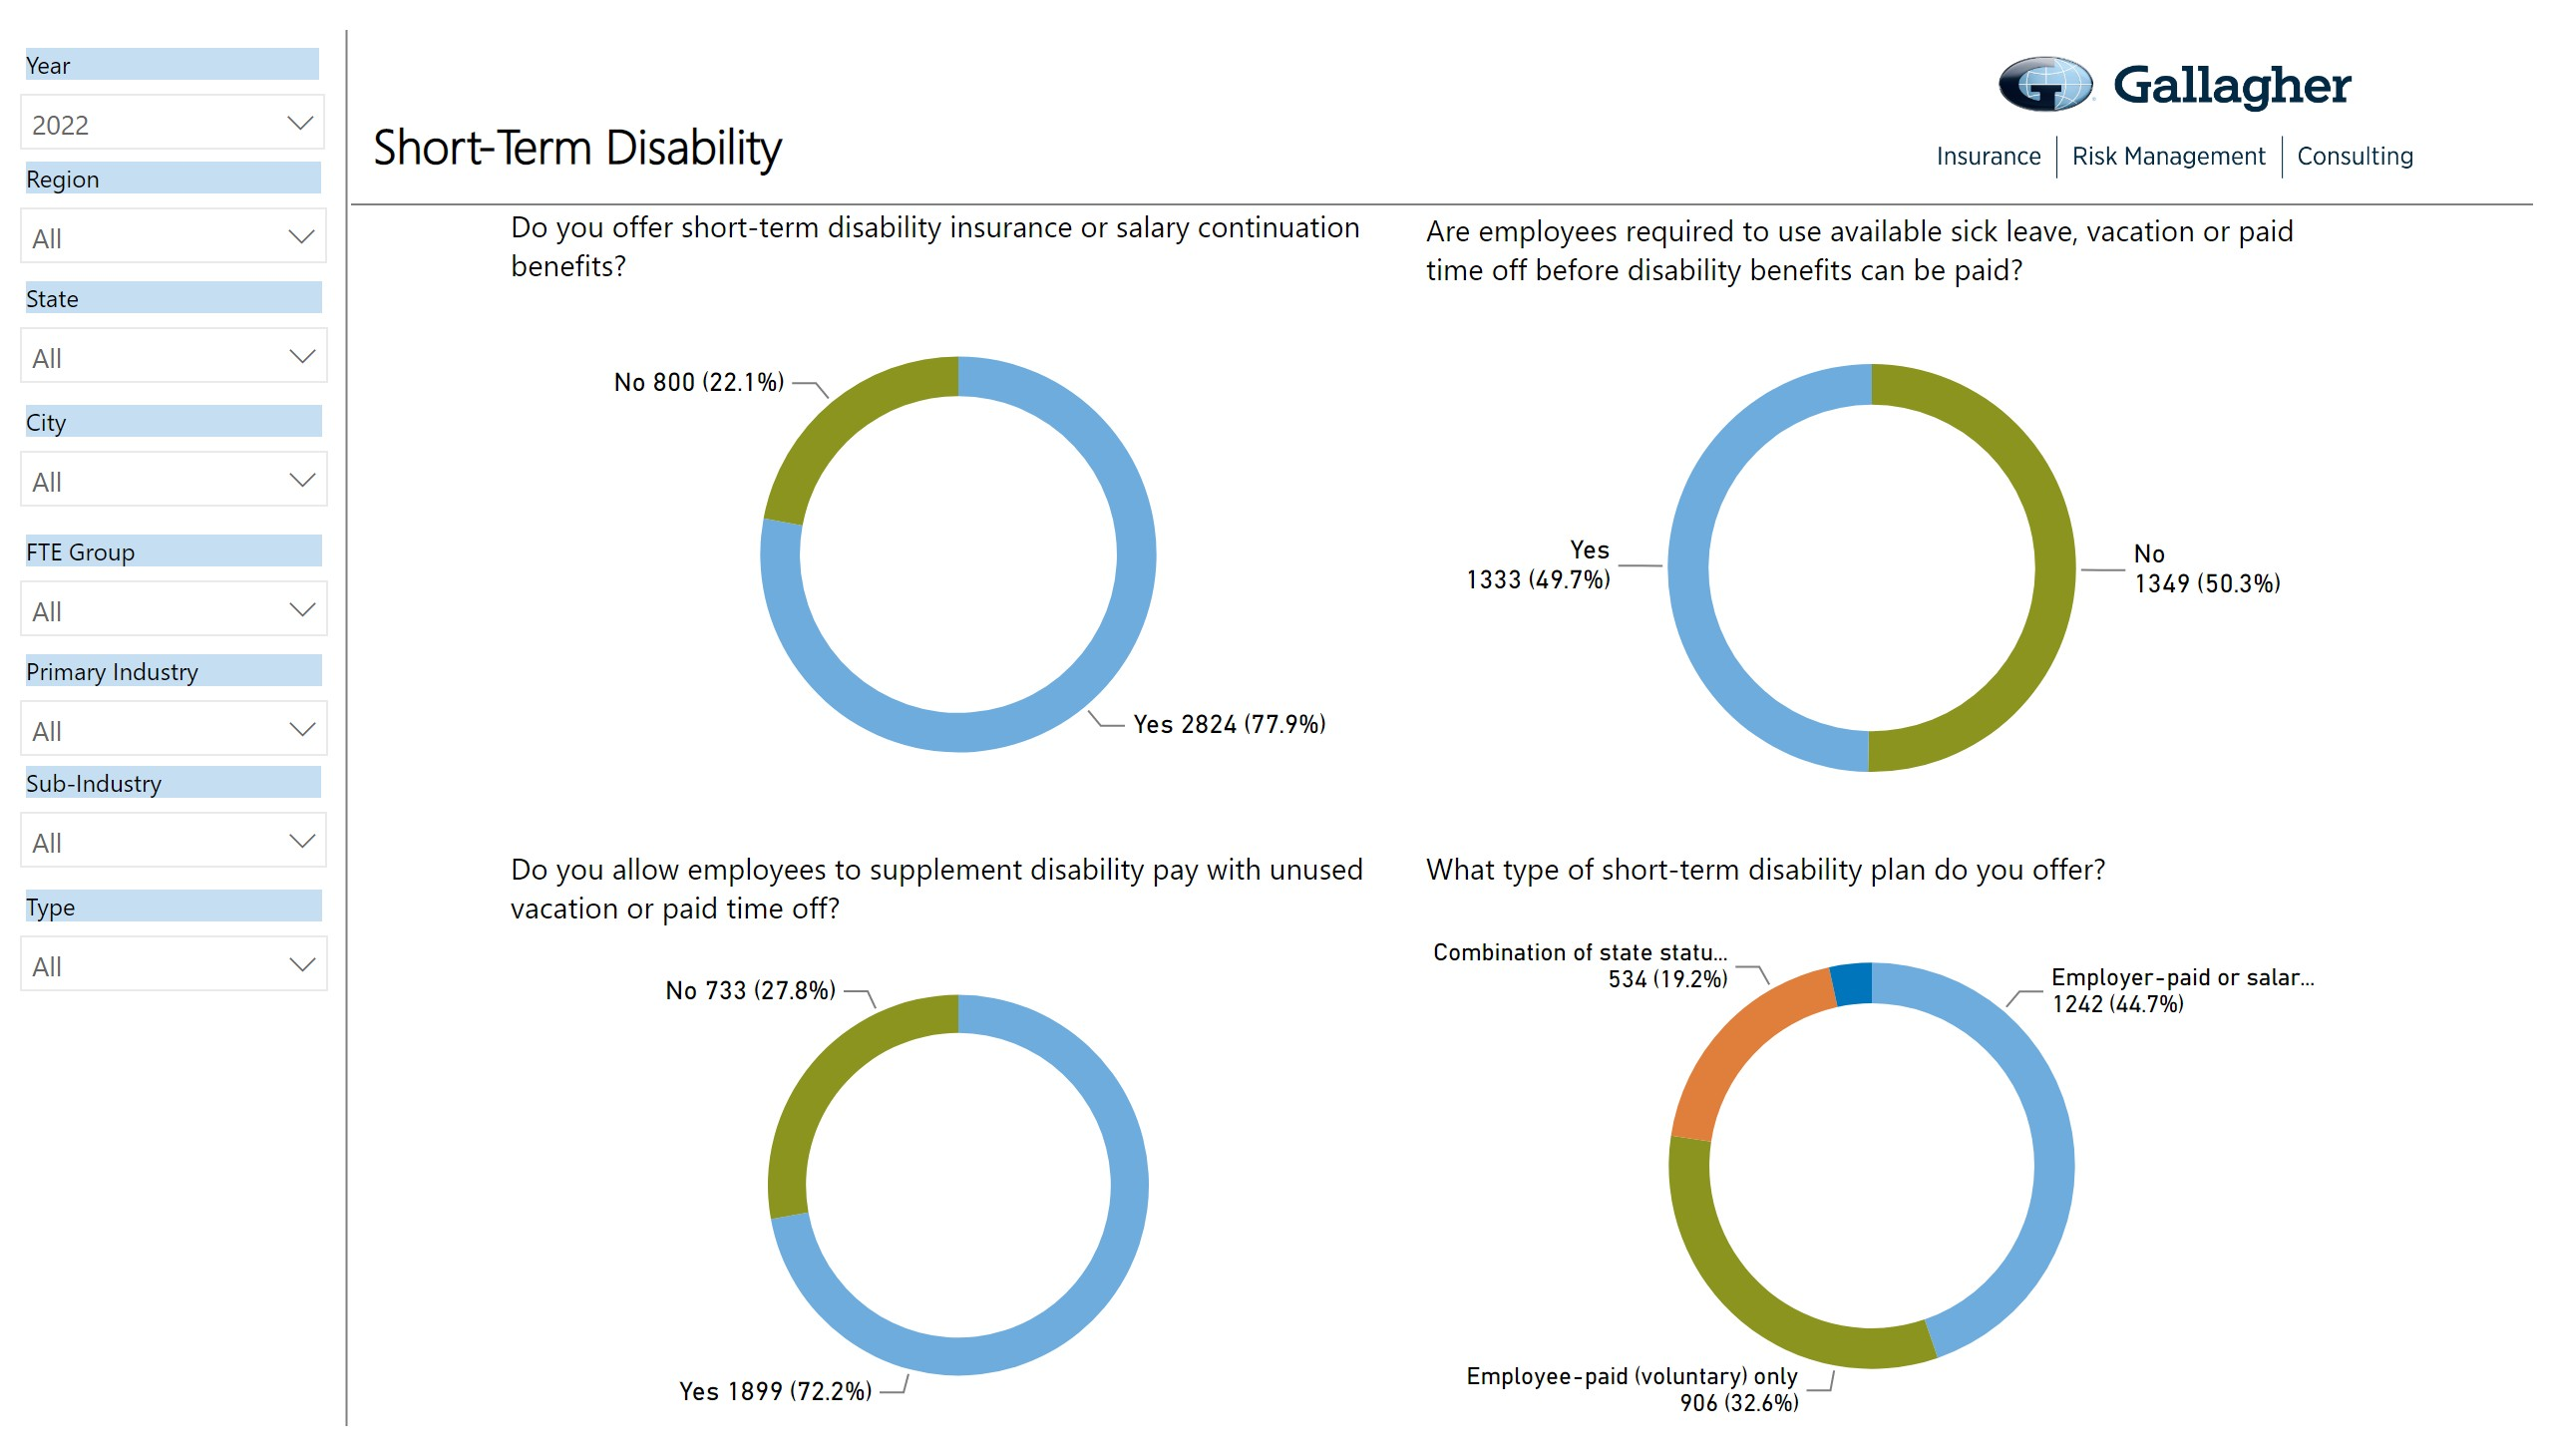 Year
2022
Region
All
State
All
City
All
FTE Group
All
Primary Industry
All
Sub-Industry
All
Type
All
Gallagher
Insurance | Risk Management | Consulting
Short-Term Disability
Do you offer short-term disability insurance or salary continuation
benefits?
No 800 (22.1%)
Yes 2824 (77.9%)
Are employees required to use available sick leave, vacation or paid
time off before disability benefits can be paid?
Yes
1333 (49.7%)
No
1349 (50.3%)
Do you allow employees to supplement disability pay with unused
vacation or paid time off?
No 733 (27.8%)
Yes 1899 (72.2%)
What type of short-term disability plan do you offer?
Combination of state statu...
534 (19.2%)
Employer-paid or salar...
1242 (44.7%)
Employee-paid (voluntary) only
906 (32.6%)